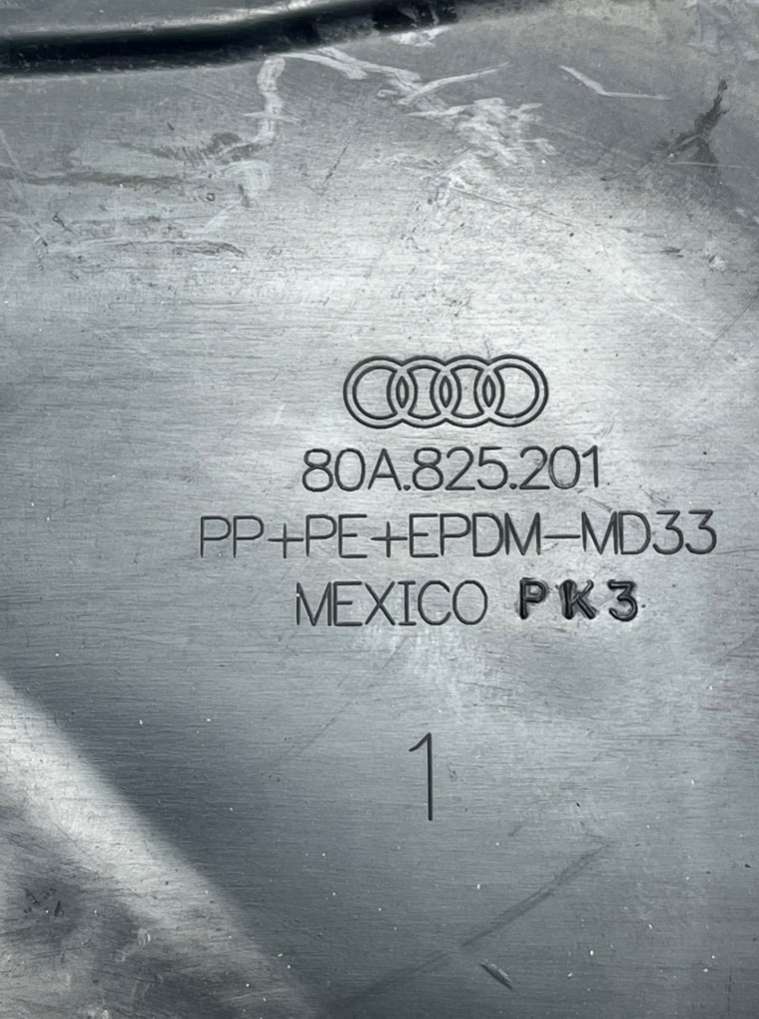 80A.825.201
PP+PE+EPDM-MD33
MEXICO PK3
1